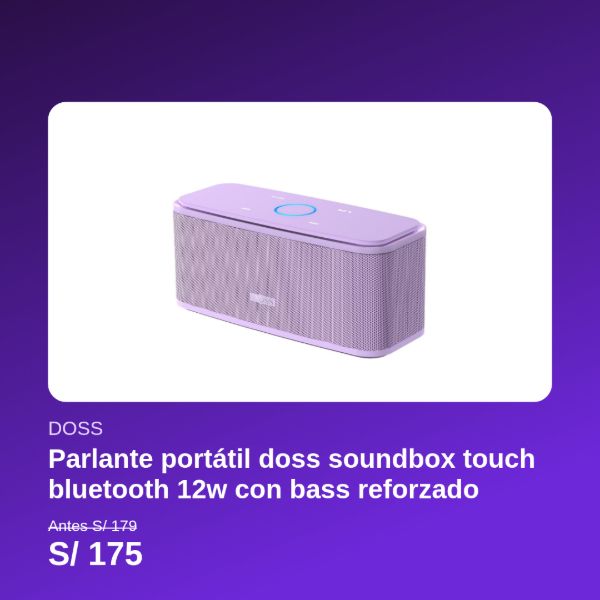 DOSS
Parlante portátil doss soundbox touch
bluetooth 12w con bass reforzado
Antes S/ 179
S/ 175